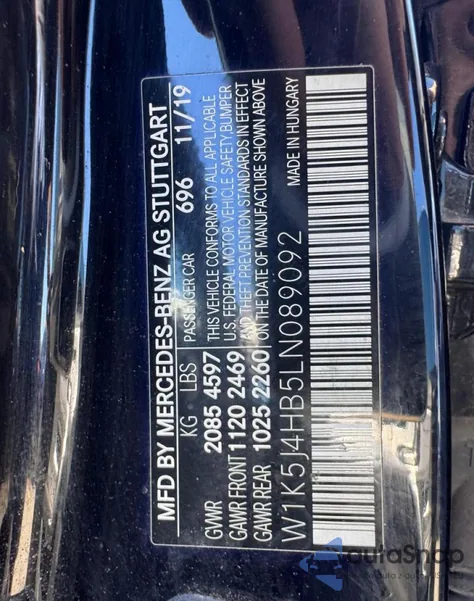 MFD BY MERCEDES-BENZ AG STUTTGART
KG LBS 696 11/19
GVWR 2085 4597 PASSENGER CAR
GAWR FRONT 1120 2469 THIS VEHICLE CONFORMS TO ALL APPLICABLE
U.S. FEDERAL MOTOR VEHICLE SAFETY, BUMPER
AND THEFT PREVENTION STANDARDS IN EFFECT
GAWR REAR 1025 2260 ON THE DATE OF MANUFACTURE SHOWN ABOVE
W1K5J4HB5LN089092 MADE IN HUNGARY
autoShop